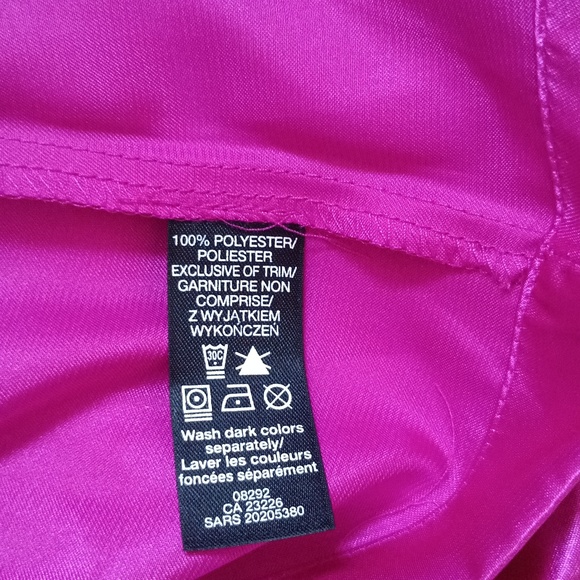 100% POLYESTER/
POLIESTER
EXCLUSIVE OF TRIM/
GARNITURE NON
COMPRISE/
Z WYJĄTKIEM
WYKOŃCZEŃ
30C
Wash dark colors
separately/
Laver les couleurs
foncées séparément
08292
CA 23226
SARS 20205380